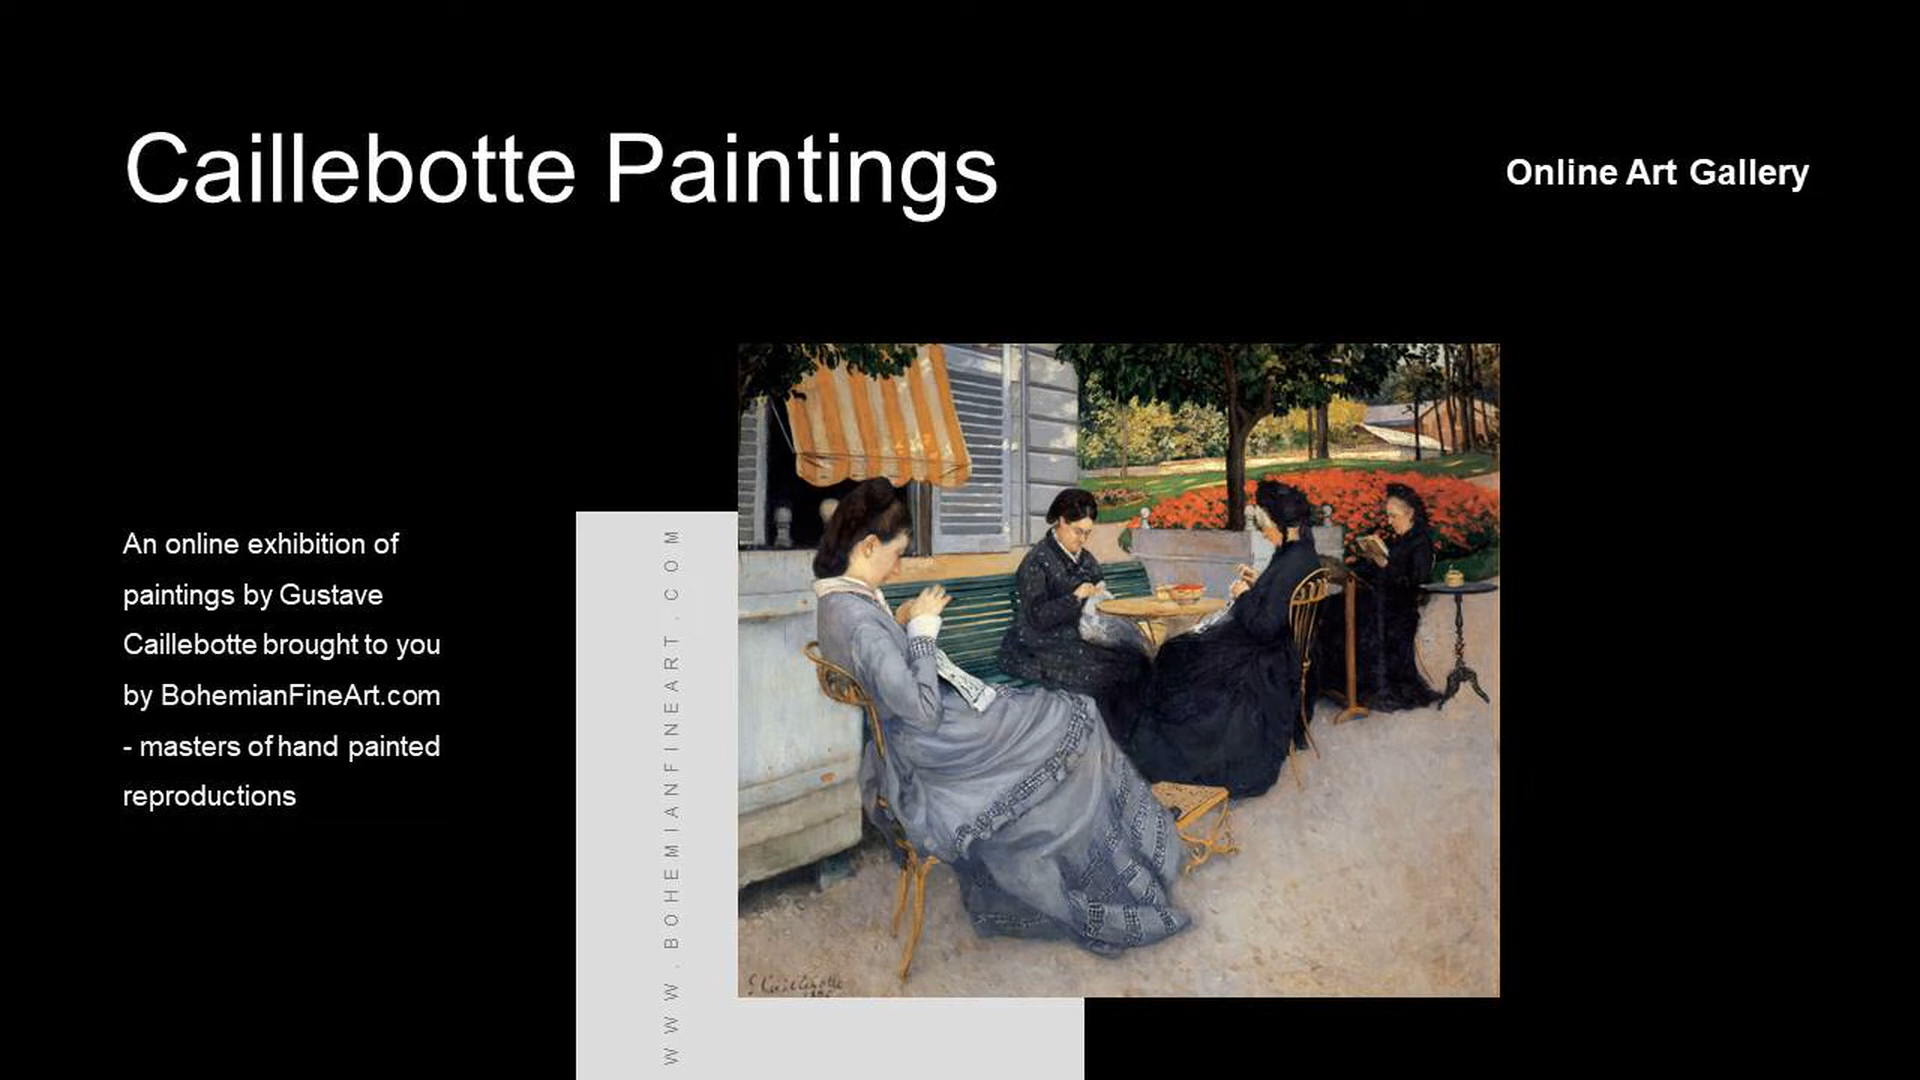 Caillebotte Paintings
Online Art Gallery
An online exhibition of
paintings by Gustave
Caillebotte brought to you
by BohemianFineArt.com
- masters of hand painted
reproductions
WWW.BOHEMIANFINEART.COM
G Caillebotte